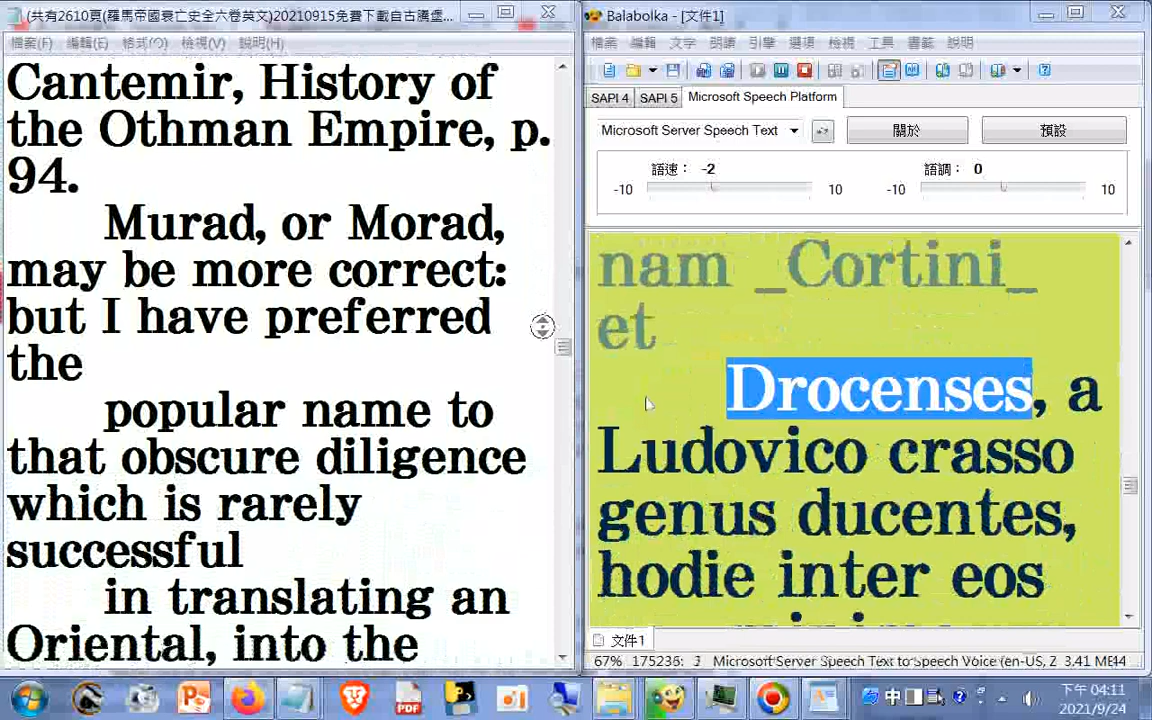 (共有2610頁(羅馬帝國衰亡史全六卷英文)20210915免費下載自古騰堡...
檔案(F) 編輯(E) 格式(O) 檢視(V) 說明(H)
Cantemir, History of
the Othman Empire, p.
94.
Murad, or Morad,
may be more correct:
but I have preferred
the
popular name to
that obscure diligence
which is rarely
successful
in translating an
Oriental, into the
Balabolka - [文件1]
檔案 編輯 文字 朗讀 引擎 選項 檢視 工具 書籤 說明
SAPI 4 SAPI 5 Microsoft Speech Platform
Microsoft Server Speech Text 關於 預設
語速: -2 語調: 0
-10 10 -10 10
nam _Cortini_
et
Drocenses, a
Ludovico crasso
genus ducentes,
hodie inter eos
文件1
67% 175236: Microsoft Server Speech Text to Speech Voice (en-US, Z 3.41 ME44
PDF 中 下午 04:11
2021/9/24